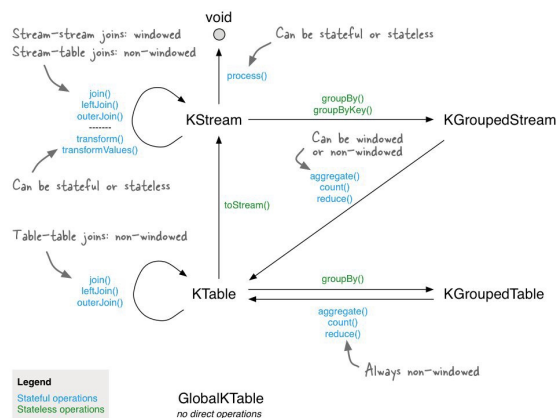 void
Stream-stream joins: windowed
Stream-table joins: non-windowed
Can be stateful or stateless
process()
join()
leftJoin()
outerJoin()
-------
transform()
transformValues()
KStream
groupBy()
groupByKey()
KGroupedStream
Can be stateful or stateless
Can be windowed
or non-windowed
aggregate()
count()
reduce()
toStream()
Table-table joins: non-windowed
join()
leftJoin()
outerJoin()
KTable
groupBy()
KGroupedTable
aggregate()
count()
reduce()
Always non-windowed
Legend
Stateful operations
Stateless operations
GlobalKTable
no direct operations